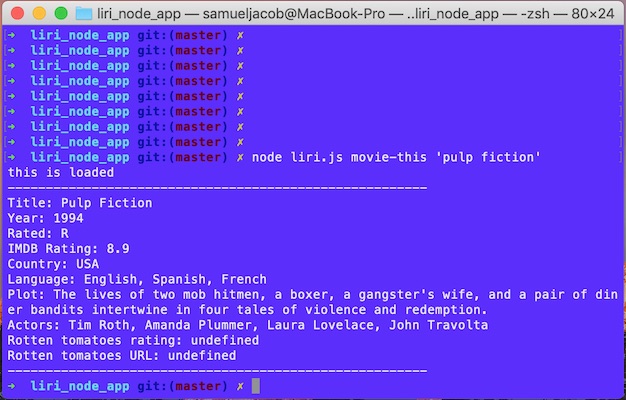 liri_node_app — samueljacob@MacBook-Pro — ..liri_node_app — -zsh — 80×24
➜  liri_node_app git:(master) ✗
➜  liri_node_app git:(master) ✗
➜  liri_node_app git:(master) ✗
➜  liri_node_app git:(master) ✗
➜  liri_node_app git:(master) ✗
➜  liri_node_app git:(master) ✗
➜  liri_node_app git:(master) ✗
➜  liri_node_app git:(master) ✗
➜  liri_node_app git:(master) ✗ node liri.js movie-this 'pulp fiction'
this is loaded
--------------------------------------------------------
Title: Pulp Fiction
Year: 1994
Rated: R
IMDB Rating: 8.9
Country: USA
Language: English, Spanish, French
Plot: The lives of two mob hitmen, a boxer, a gangster's wife, and a pair of din
er bandits intertwine in four tales of violence and redemption.
Actors: Tim Roth, Amanda Plummer, Laura Lovelace, John Travolta
Rotten tomatoes rating: undefined
Rotten tomatoes URL: undefined
--------------------------------------------------------
➜  liri_node_app git:(master) ✗